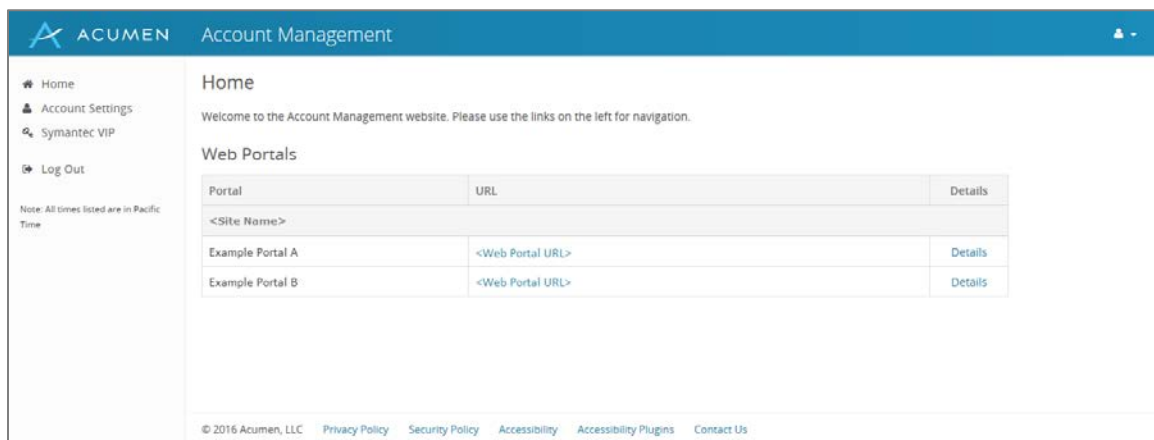 ACUMEN Account Management
Home
Account Settings
Symantec VIP
Log Out
Note: All times listed are in Pacific
Time
Home
Welcome to the Account Management website. Please use the links on the left for navigation.
Web Portals
Portal URL Details
<Site Name>
Example Portal A <Web Portal URL> Details
Example Portal B <Web Portal URL> Details
© 2016 Acumen, LLC Privacy Policy Security Policy Accessibility Accessibility Plugins Contact Us